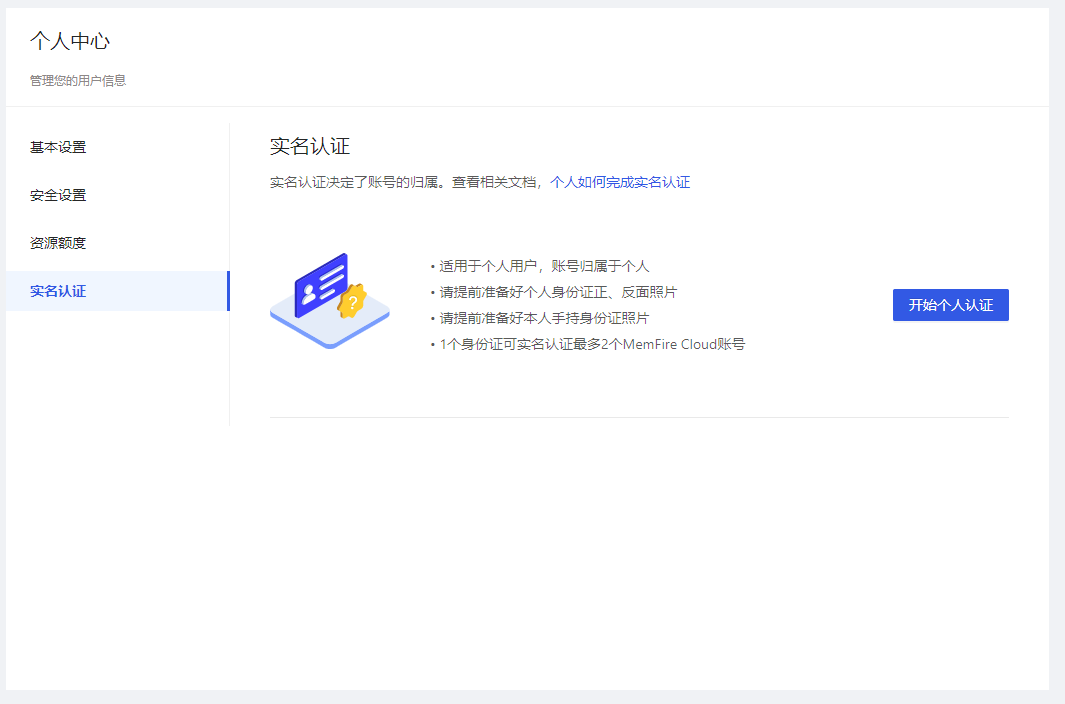 个人中心
管理您的用户信息
基本设置
安全设置
资源额度
实名认证
实名认证
实名认证决定了账号的归属。查看相关文档，个人如何完成实名认证
?
• 适用于个人用户，账号归属于个人
• 请提前准备好个人身份证正、反面照片
• 请提前准备好本人手持身份证照片
• 1个身份证可实名认证最多2个MemFire Cloud账号
开始个人认证